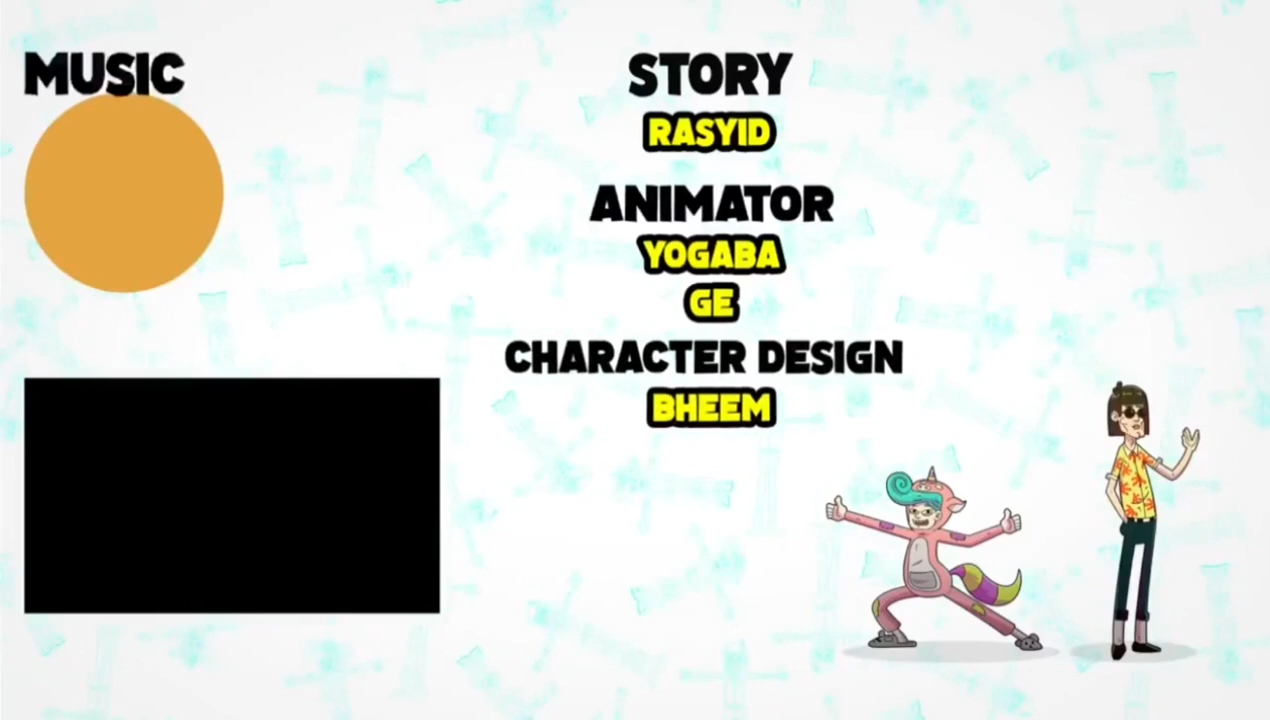 MUSIC
STORY
RASYID
ANIMATOR
YOGABA
GE
CHARACTER DESIGN
BHEEM